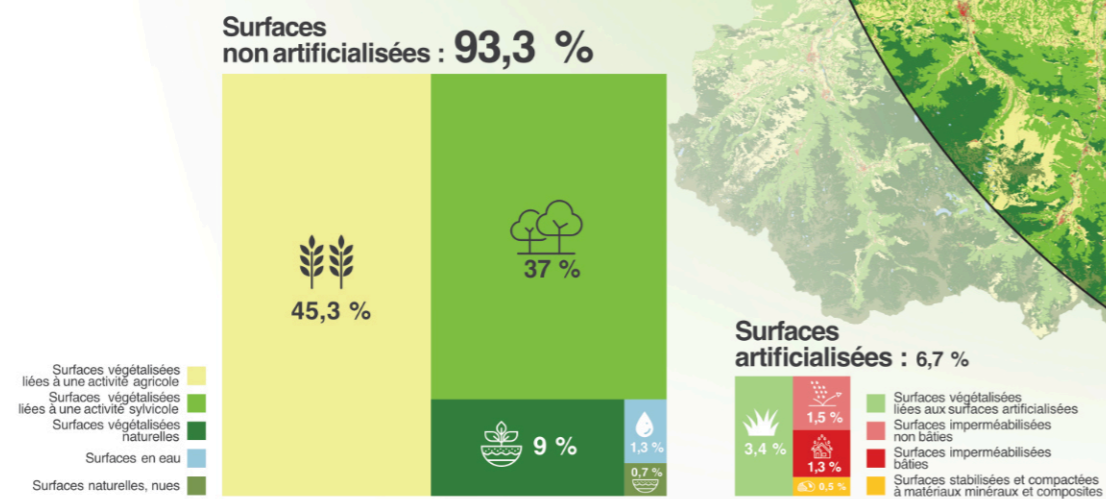 Surfaces
non artificialisées : 93,3 %
37 %
45,3 %
9 %
1,3 %
0,7 %
Surfaces végétalisées
liées à une activité agricole
Surfaces végétalisées
liées à une activité sylvicole
Surfaces végétalisées
naturelles
Surfaces en eau
Surfaces naturelles, nues
Surfaces
artificialisées : 6,7 %
3,4 %
1,5 %
1,3 %
0,5 %
Surfaces végétalisées
liées aux surfaces artificialisées
Surfaces imperméabilisées
non bâties
Surfaces imperméabilisées
bâties
Surfaces stabilisées et compactées
à matériaux minéraux et composites